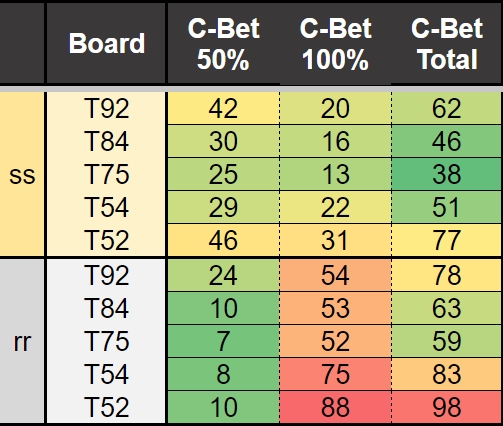 Board C-Bet 50% C-Bet 100% C-Bet Total
ss T92 42 20 62
T84 30 16 46
T75 25 13 38
T54 29 22 51
T52 46 31 77
rr T92 24 54 78
T84 10 53 63
T75 7 52 59
T54 8 75 83
T52 10 88 98